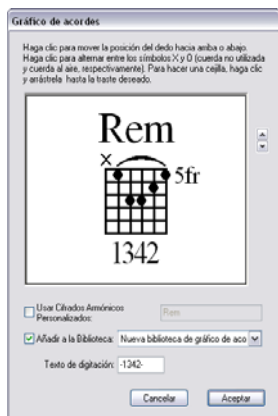 Gráfico de acordes
Haga clic para mover la posición del dedo hacia arriba o abajo.
Haga clic para alternar entre los símbolos X y O (cuerda no utilizada
y cuerda al aire, respectivamente). Para hacer una cejilla, haga clic
y arrástrela hasta la traste deseado.
Rem
X
5fr
1342
Usar Cifrados Armónicos
Personalizados:
Rem
Añadir a la Biblioteca:
Nueva biblioteca de gráfico de aco
Texto de digitación:
-1342-
Cancelar
Aceptar